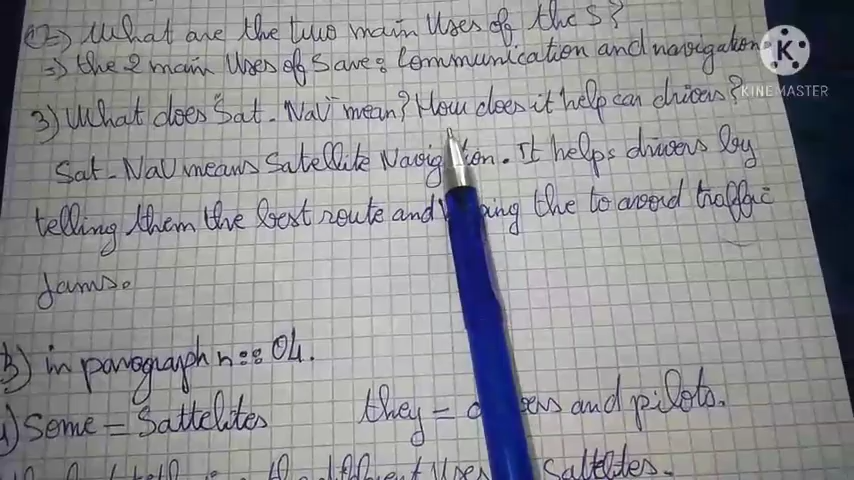 2=) What are the two main Uses of the S?
=) the 2 main Uses of S are: Communication and navigation.
KINEMASTER
3) What does "Sat-Nav" mean? How does it help car drivers?
Sat-Nav means Satellite Navigation. It helps drivers by
telling them the best route and the to avoid traffic
Jams.
B) in paragraph n=: 04.
1) Some = Sattelites they = and pilots.
different Uses Sattelites.